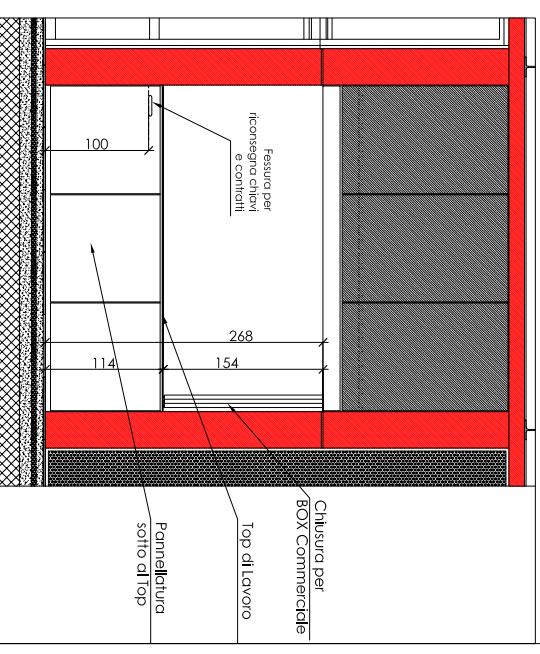 Fessura per
riconsegna chiavi
e contratti
100
268
114
154
Chiusura per
BOX Commerciale
Top di Lavoro
Pannellatura
sotto al Top